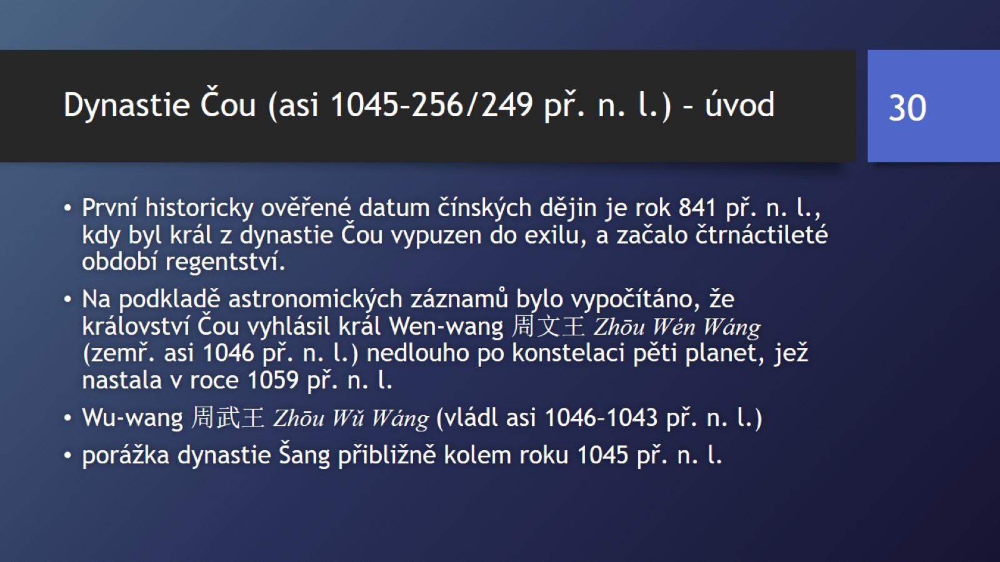 Dynastie Čou (asi 1045–256/249 př. n. l.) – úvod
30
• První historicky ověřené datum čínských dějin je rok 841 př. n. l.,
kdy byl král z dynastie Čou vypuzen do exilu, a začalo čtrnáctileté
období regentství.
• Na podkladě astronomických záznamů bylo vypočítáno, že
království Čou vyhlásil král Wen-wang 周文王 Zhōu Wén Wáng
(zemř. asi 1046 př. n. l.) nedlouho po konstelaci pěti planet, jež
nastala v roce 1059 př. n. l.
• Wu-wang 周武王 Zhōu Wǔ Wáng (vládl asi 1046–1043 př. n. l.)
• porážka dynastie Šang přibližně kolem roku 1045 př. n. l.